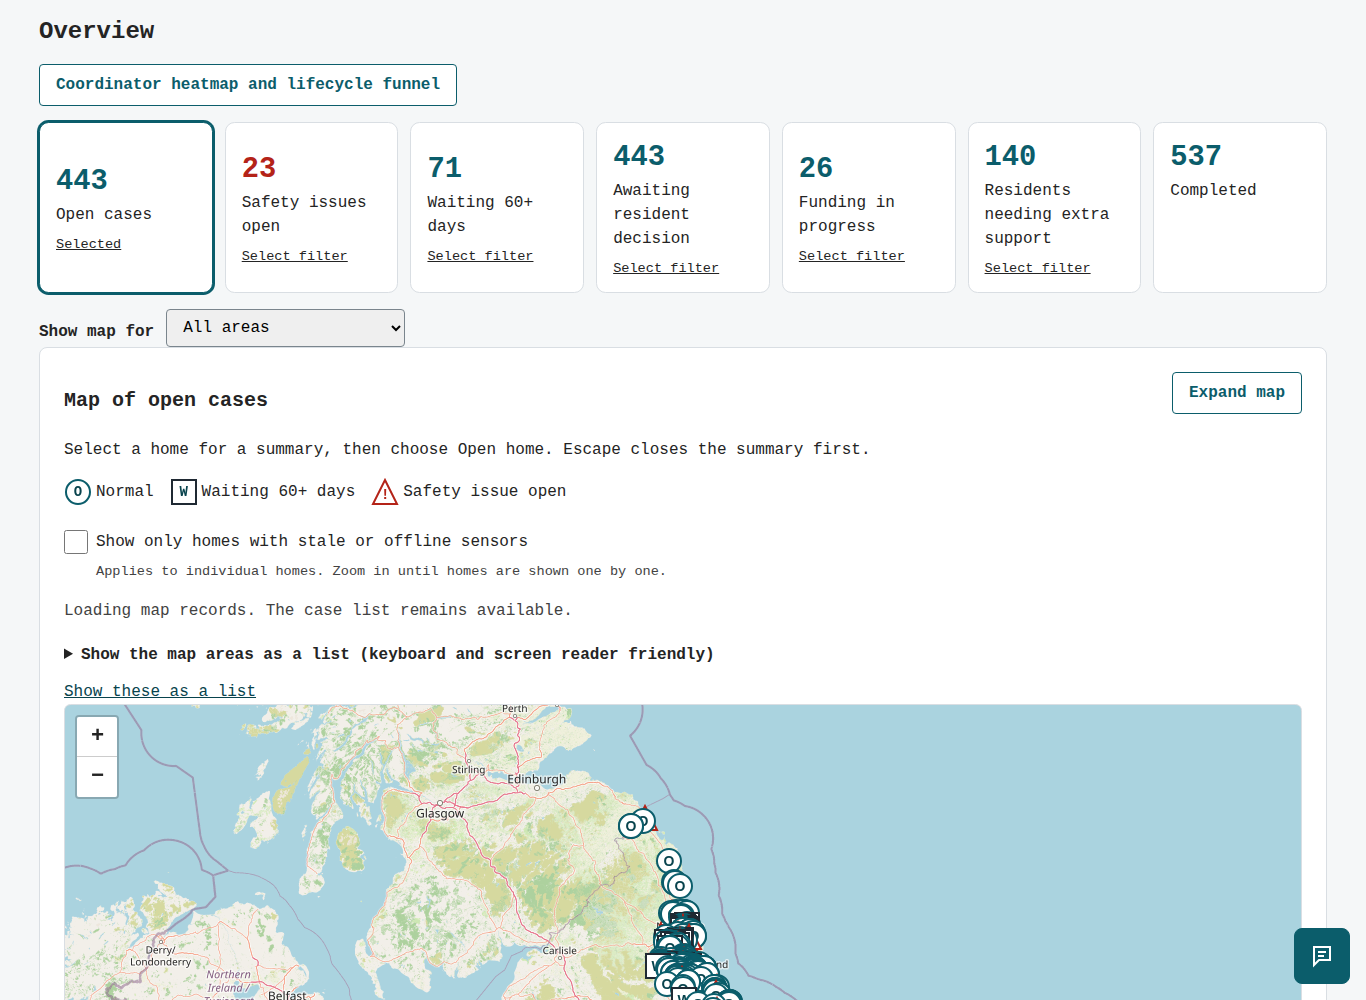 Overview
Coordinator heatmap and lifecycle funnel
443
Open cases
Selected
23
Safety issues
open
Select filter
71
Waiting 60+
days
Select filter
443
Awaiting
resident
decision
Select filter
26
Funding in
progress
Select filter
140
Residents
needing extra
support
Select filter
537
Completed
Show map for
All areas
Map of open cases
Expand map
Select a home for a summary, then choose Open home. Escape closes the summary first.
O Normal W Waiting 60+ days ! Safety issue open
Show only homes with stale or offline sensors
Applies to individual homes. Zoom in until homes are shown one by one.
Loading map records. The case list remains available.
Show the map areas as a list (keyboard and screen reader friendly)
Show these as a list
+
−
Perth
Stirling
Edinburgh
Glasgow
O
O
O
O
Carlisle
Derry/
Londonderry
Northern
Ireland /
Belfast